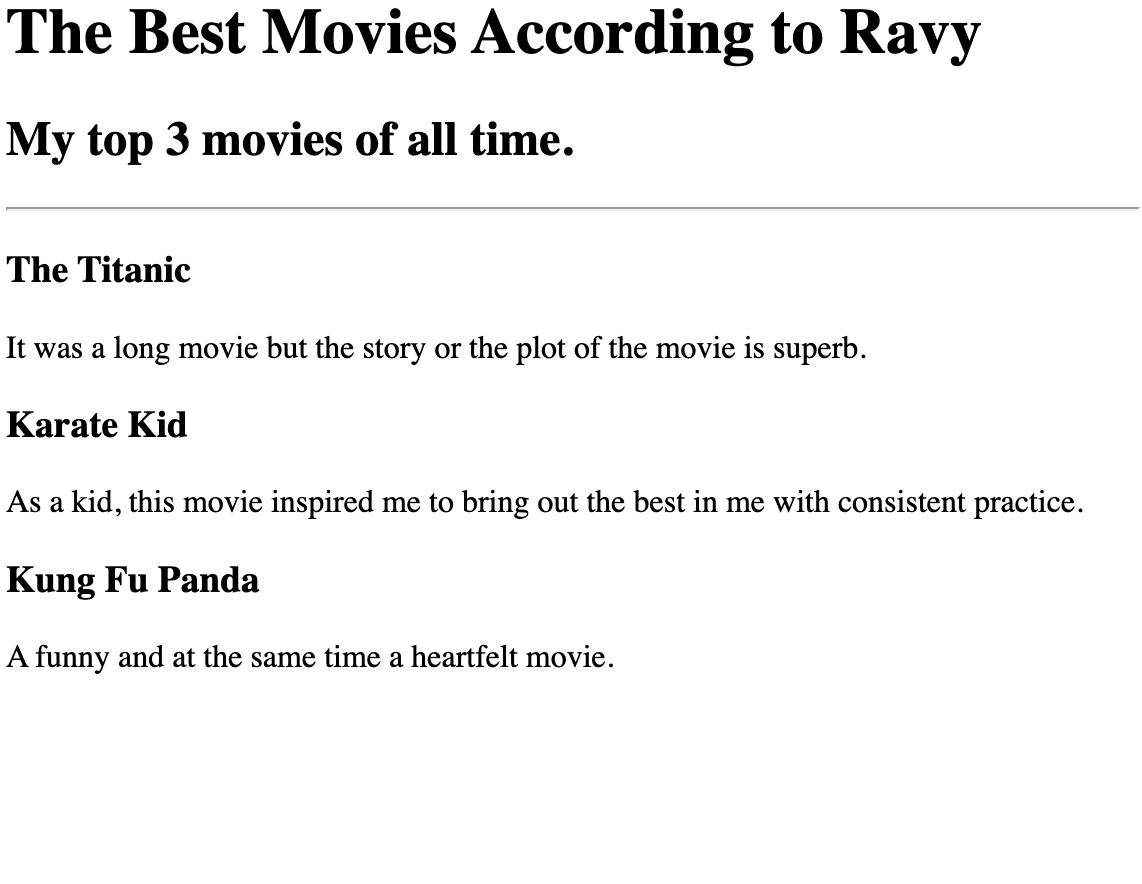 The Best Movies According to Ravy
My top 3 movies of all time.
The Titanic
It was a long movie but the story or the plot of the movie is superb.
Karate Kid
As a kid, this movie inspired me to bring out the best in me with consistent practice.
Kung Fu Panda
A funny and at the same time a heartfelt movie.